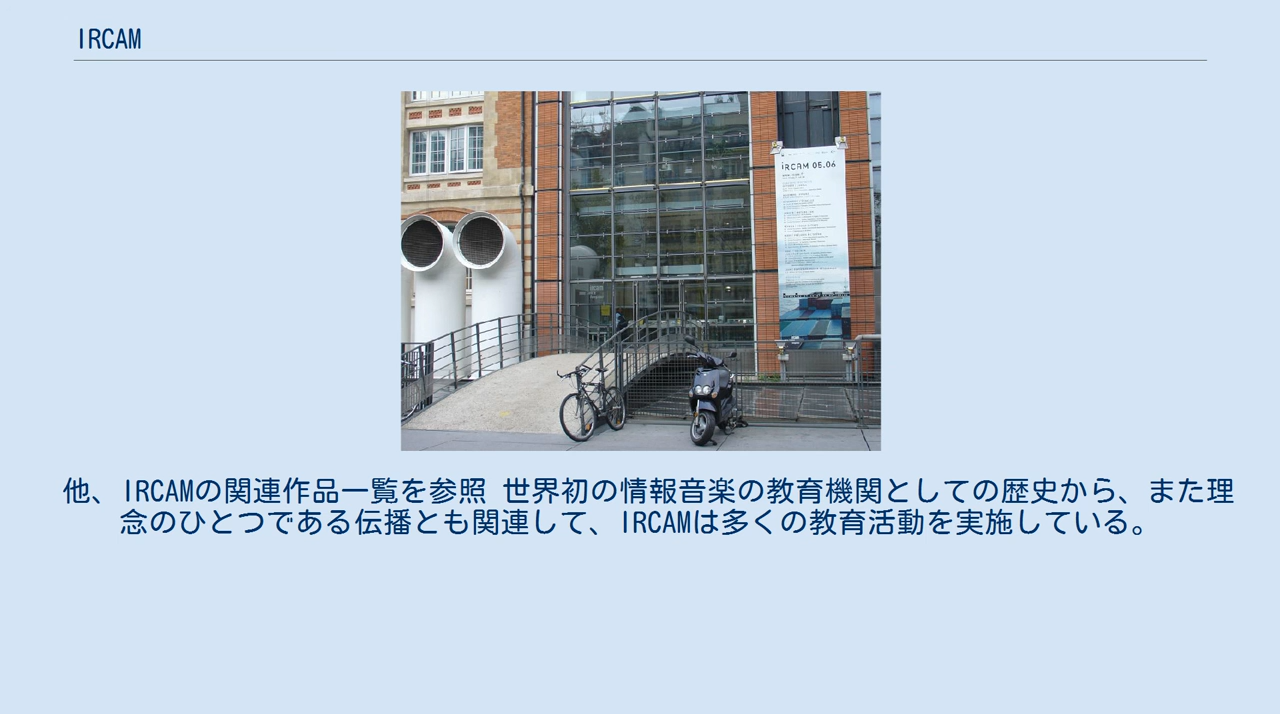 IRCAM
iRCAM 05.06
他、IRCAMの関連作品一覧を参照 世界初の情報音楽の教育機関としての歴史から、また理
念のひとつである伝播とも関連して、IRCAMは多くの教育活動を実施している。